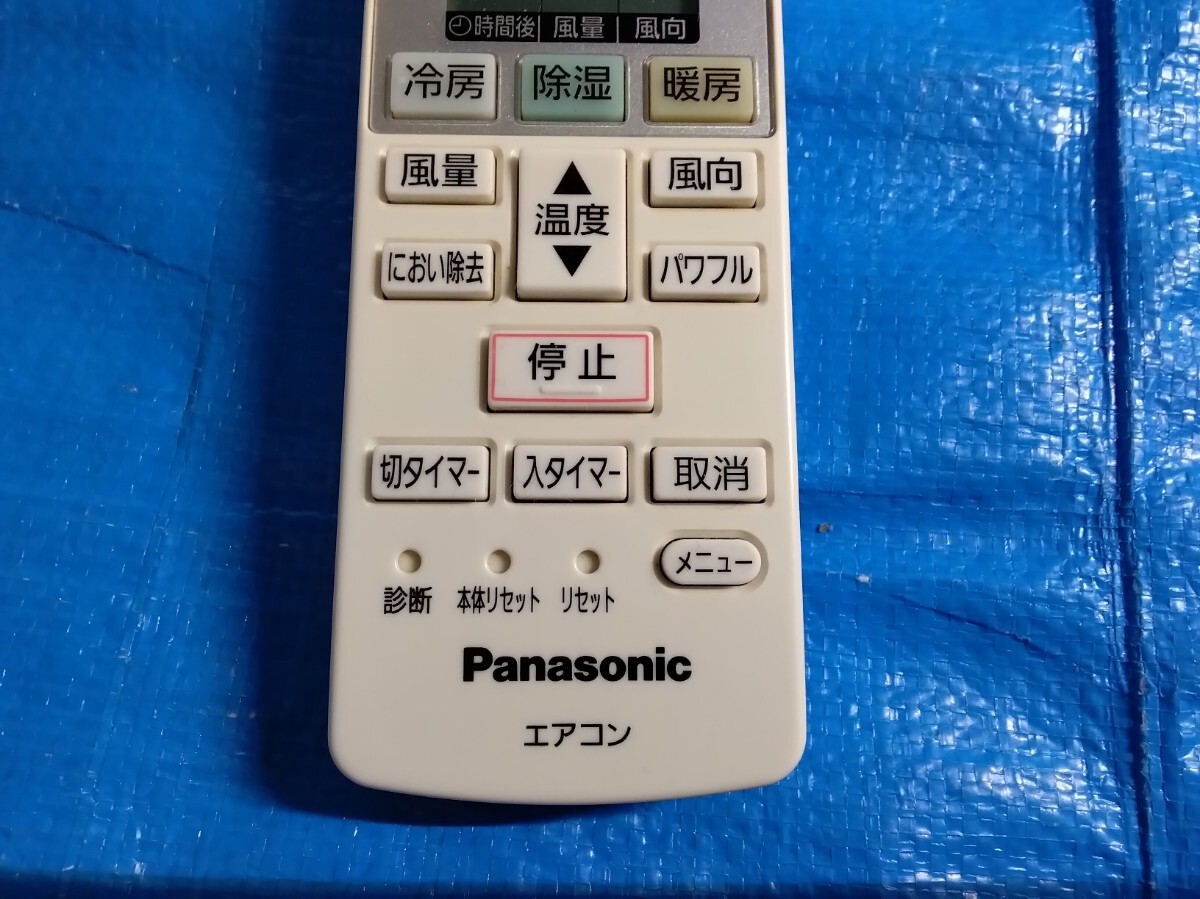 時間後 風量 風向
冷房 除湿 暖房
風量 ▲ 風向
温度
におい除去 ▼ パワフル
停止
切タイマー 入タイマー 取消
メニュー
診断 本体リセット リセット
Panasonic
エアコン